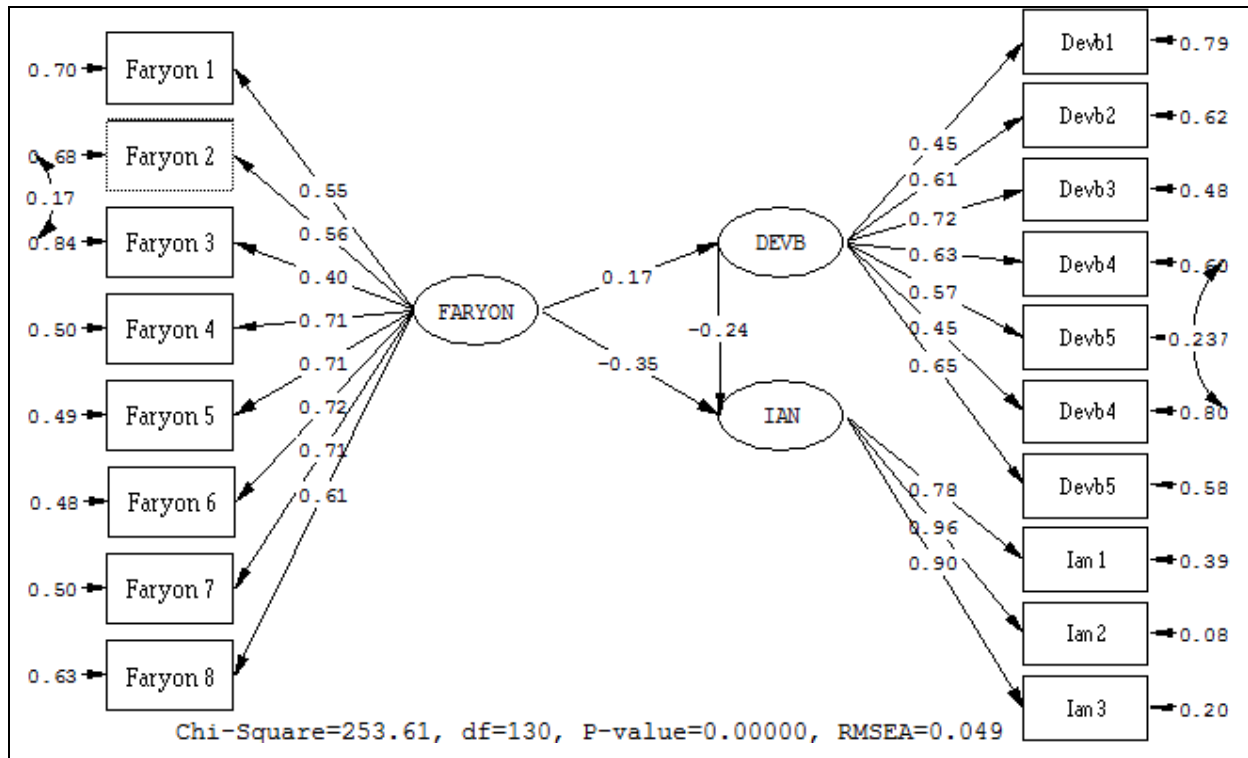 0.70 Faryon 1
0.68 Faryon 2
0.17
0.84 Faryon 3
0.50 Faryon 4
0.49 Faryon 5
0.48 Faryon 6
0.50 Faryon 7
0.63 Faryon 8
0.55
0.56
0.40
0.71
0.71
0.72
0.71
0.61
FARYON
0.17
-0.35
DEVB
-0.24
IAN
0.45
0.61
0.72
0.63
0.57
0.45
0.65
0.78
0.96
0.90
Devb1 0.79
Devb2 0.62
Devb3 0.48
Devb4 0.60
Devb5 0.237
Devb4 0.80
Devb5 0.58
Ian 1 0.39
Ian 2 0.08
Ian 3 0.20
Chi-Square=253.61, df=130, P-value=0.00000, RMSEA=0.049